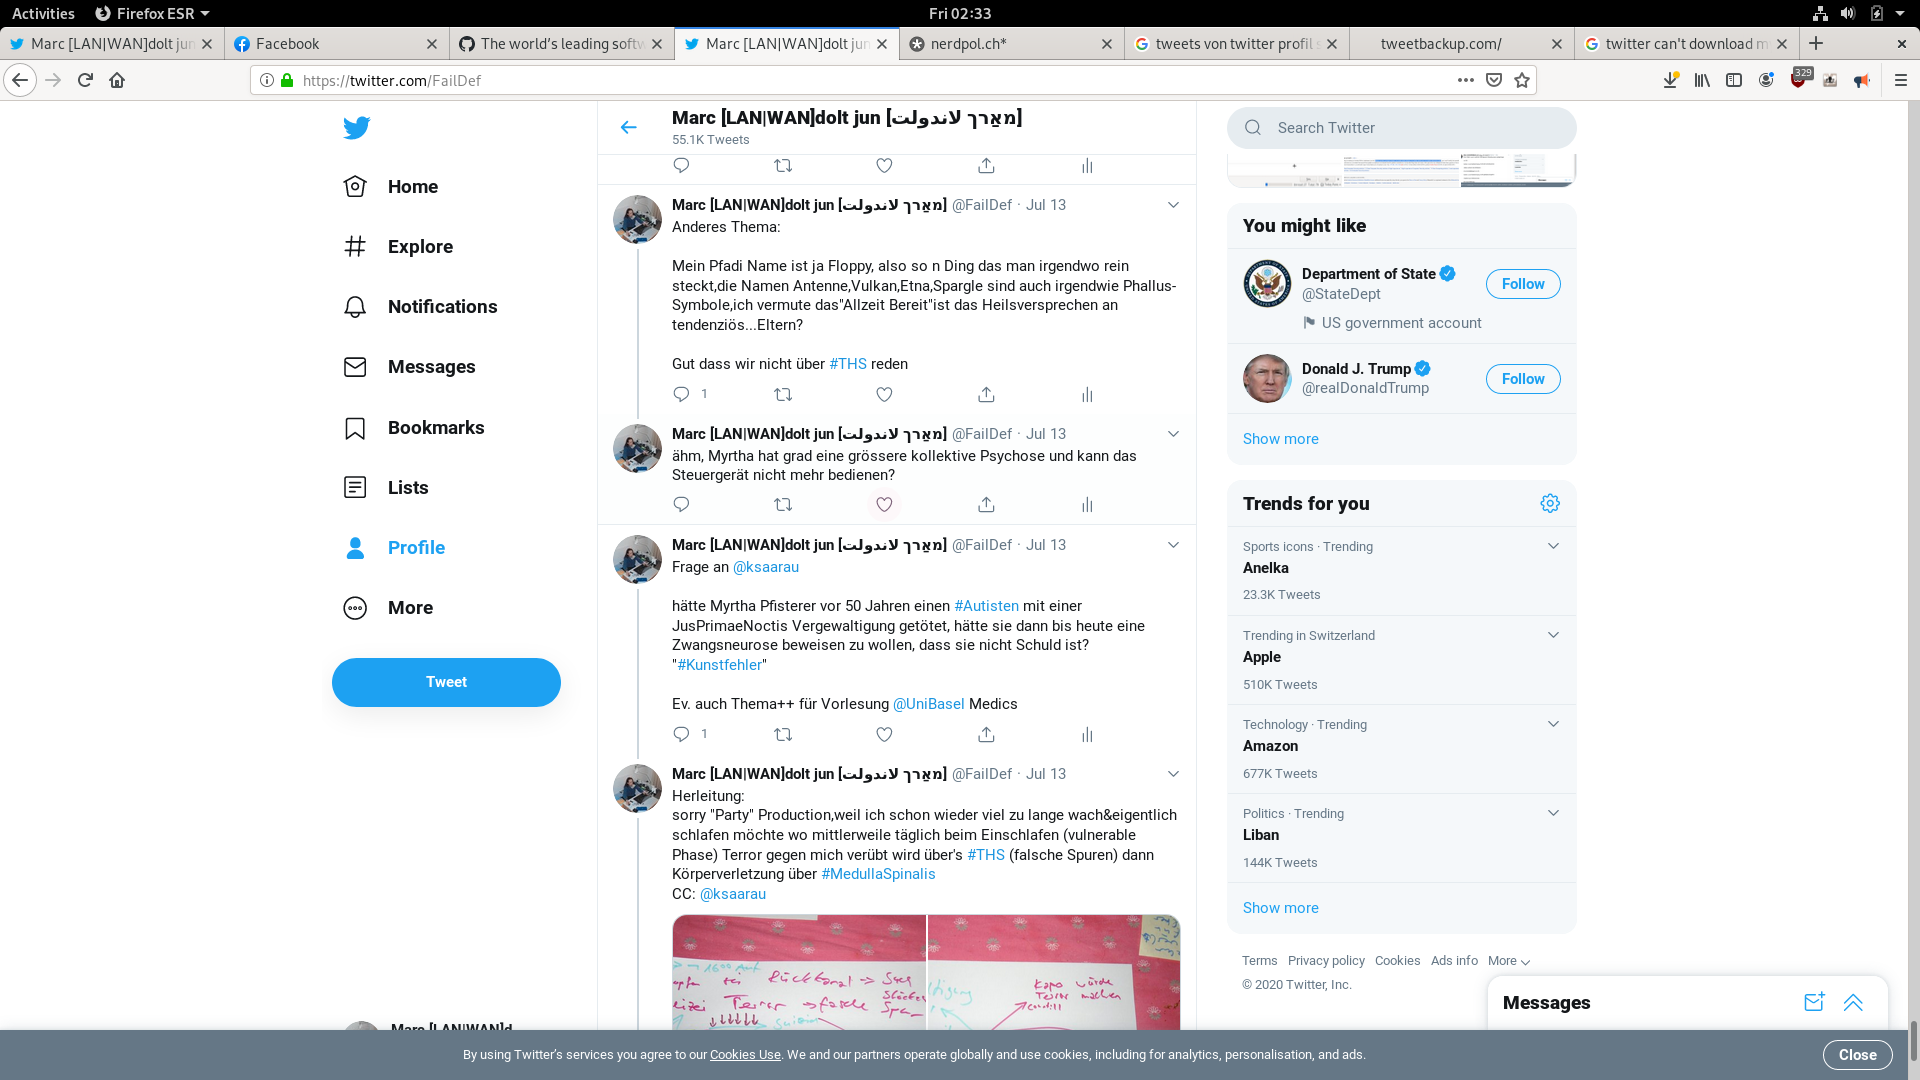 Activities
Firefox ESR
Fri 02:33
Marc [LAN|WAN]dolt jun
Facebook
The world's leading softw
Marc [LAN|WAN]dolt jun
nerdpol.ch*
tweets von twitter profil s
tweetbackup.com/
twitter can't download m
https://twitter.com/FailDef
329
Home
Explore
Notifications
Messages
Bookmarks
Lists
Profile
More
Tweet
Marc [LAN|WAN]d
Marc [LAN|WAN]dolt jun [מאַרך לאַנדולת]
55.1K Tweets
Marc [LAN|WAN]dolt jun [מאַרך לاندولت] @FailDef · Jul 13
Anderes Thema:
Mein Pfadi Name ist ja Floppy, also so n Ding das man irgendwo rein
steckt,die Namen Antenne,Vulkan,Etna,Spargle sind auch irgendwie Phallus-
Symbole,ich vermute das"Allzeit Bereit"ist das Heilsversprechen an
tendenziös...Eltern?
Gut dass wir nicht über #THS reden
1
Marc [LAN|WAN]dolt jun [מאַרך لاندولت] @FailDef · Jul 13
ähm, Myrtha hat grad eine grössere kollektive Psychose und kann das
Steuergerät nicht mehr bedienen?
Marc [LAN|WAN]dolt jun [מאַרך لاندولت] @FailDef · Jul 13
Frage an @ksaarau
hätte Myrtha Pfisterer vor 50 Jahren einen #Autisten mit einer
JusPrimaeNoctis Vergewaltigung getötet, hätte sie dann bis heute eine
Zwangsneurose beweisen zu wollen, dass sie nicht Schuld ist?
"#Kunstfehler"
Ev. auch Thema++ für Vorlesung @UniBasel Medics
1
Marc [LAN|WAN]dolt jun [מאַרך لاندولت] @FailDef · Jul 13
Herleitung:
sorry "Party" Production,weil ich schon wieder viel zu lange wach&eigentlich
schlafen möchte wo mittlerweile täglich beim Einschlafen (vulnerable
Phase) Terror gegen mich verübt wird über's #THS (falsche Spuren) dann
Körperverletzung über #MedullaSpinalis
CC: @ksaarau
Rückkanal
Terror → falsche
Kapo würde
Terror machen
Search Twitter
You might like
Department of State
@StateDept
US government account
Follow
Donald J. Trump
@realDonaldTrump
Follow
Show more
Trends for you
Sports icons · Trending
Anelka
23.3K Tweets
Trending in Switzerland
Apple
510K Tweets
Technology · Trending
Amazon
677K Tweets
Politics · Trending
Liban
144K Tweets
Show more
Terms Privacy policy Cookies Ads info More
© 2020 Twitter, Inc.
Messages
By using Twitter's services you agree to our Cookies Use. We and our partners operate globally and use cookies, including for analytics, personalisation, and ads.
Close